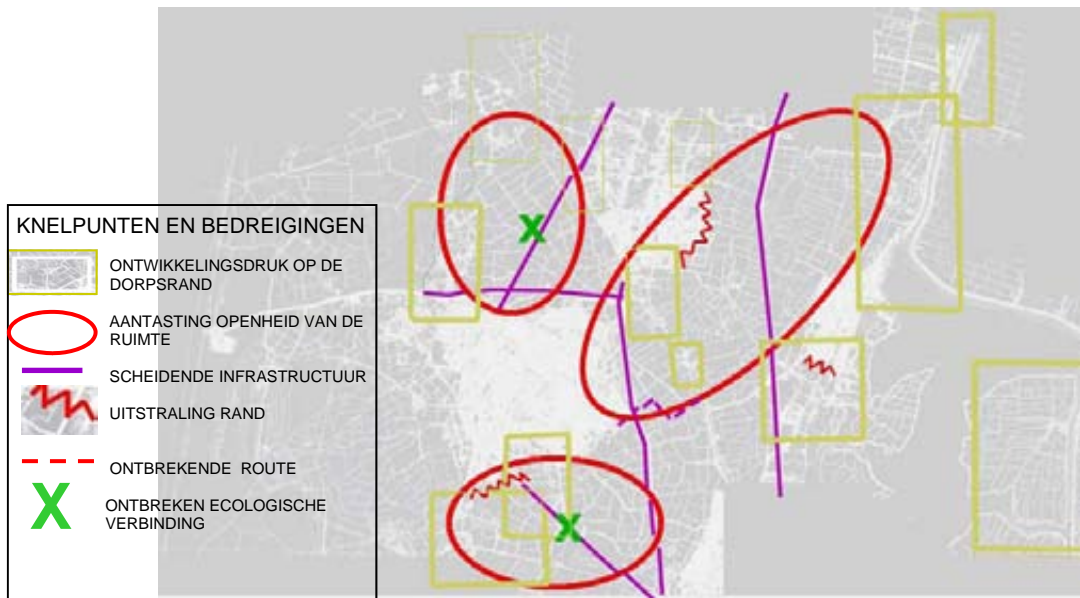 KNELPUNTEN EN BEDREIGINGEN
ONTWIKKELINGSDRUK OP DE
DORPSRAND
AANTASTING OPENHEID VAN DE
RUIMTE
SCHEIDENDE INFRASTRUCTUUR
UITSTRALING RAND
ONTBREKENDE ROUTE
ONTBREKEN ECOLOGISCHE
VERBINDING